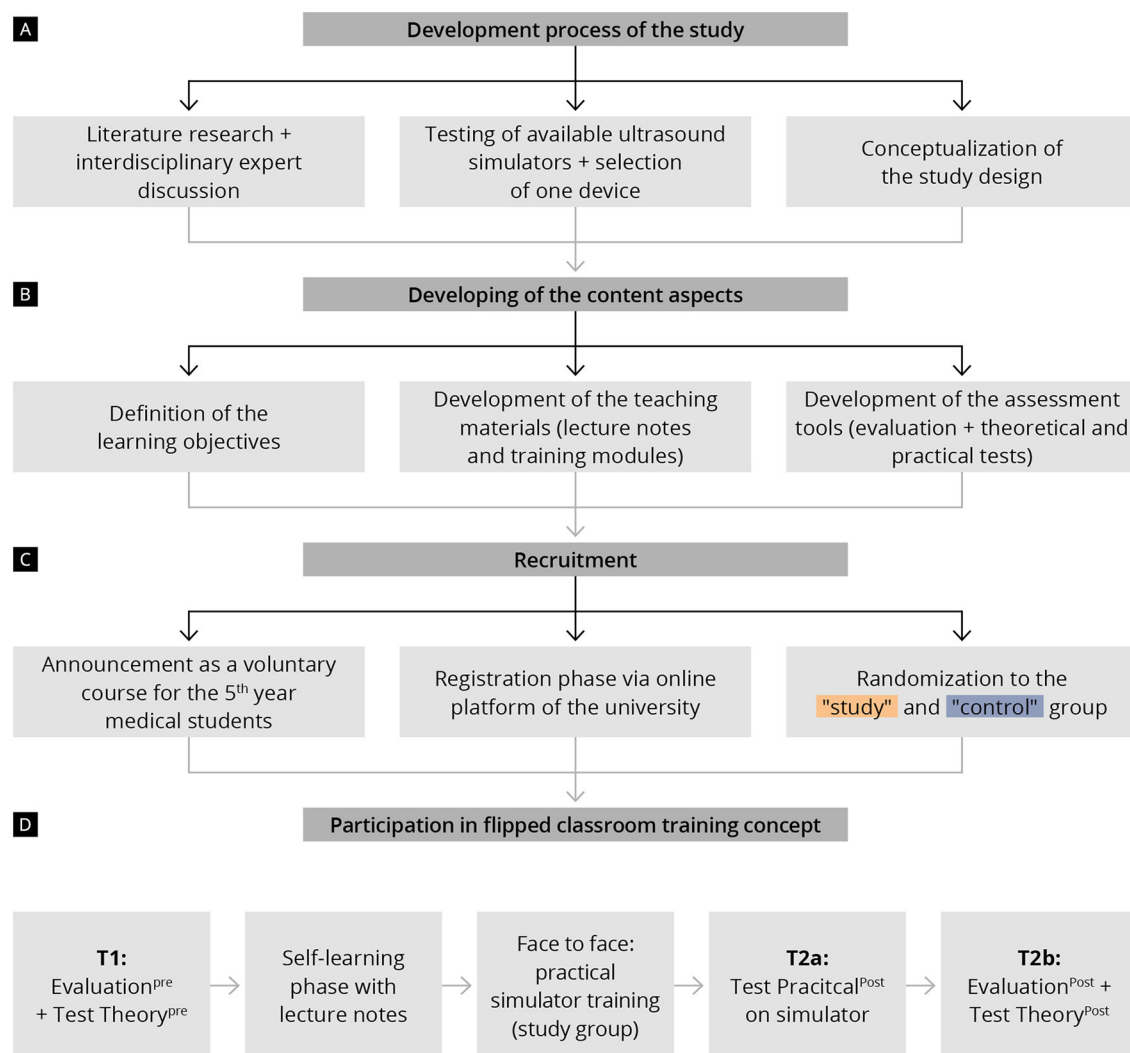 A
Development process of the study
Literature research +
interdisciplinary expert
discussion
Testing of available ultrasound
simulators + selection
of one device
Conceptualization of
the study design
B
Developing of the content aspects
Definition of the
learning objectives
Development of the teaching
materials (lecture notes
and training modules)
Development of the assessment
tools (evaluation + theoretical and
practical tests)
C
Recruitment
Announcement as a voluntary
course for the 5th year
medical students
Registration phase via online
platform of the university
Randomization to the
"study" and "control" group
D
Participation in flipped classroom training concept
T1:
Evaluationpre
+ Test Theorypre
Self-learning
phase with
lecture notes
Face to face:
practical
simulator training
(study group)
T2a:
Test PracitcalPost
on simulator
T2b:
EvaluationPost +
Test TheoryPost